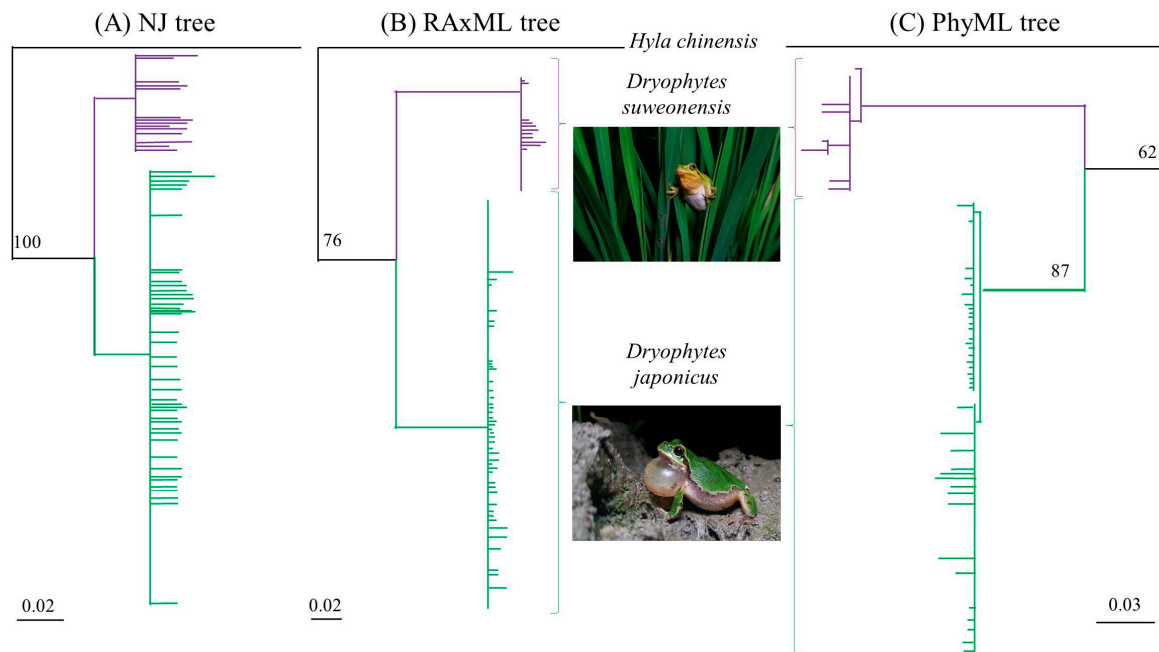 (A) NJ tree
(B) RAxML tree
(C) PhyML tree
Hyla chinensis
Dryophytes
suweonensis
62
100
76
87
Dryophytes
japonicus
0.02
0.02
0.03